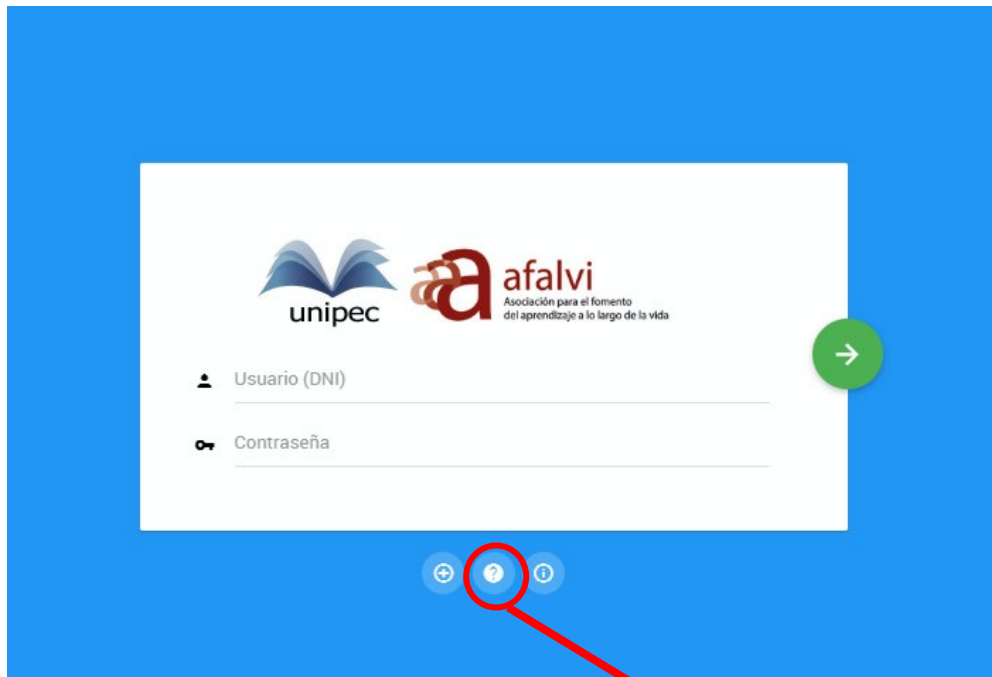 unipec
afalvi
Asociación para el fomento
del aprendizaje a lo largo de la vida
Usuario (DNI)
Contraseña